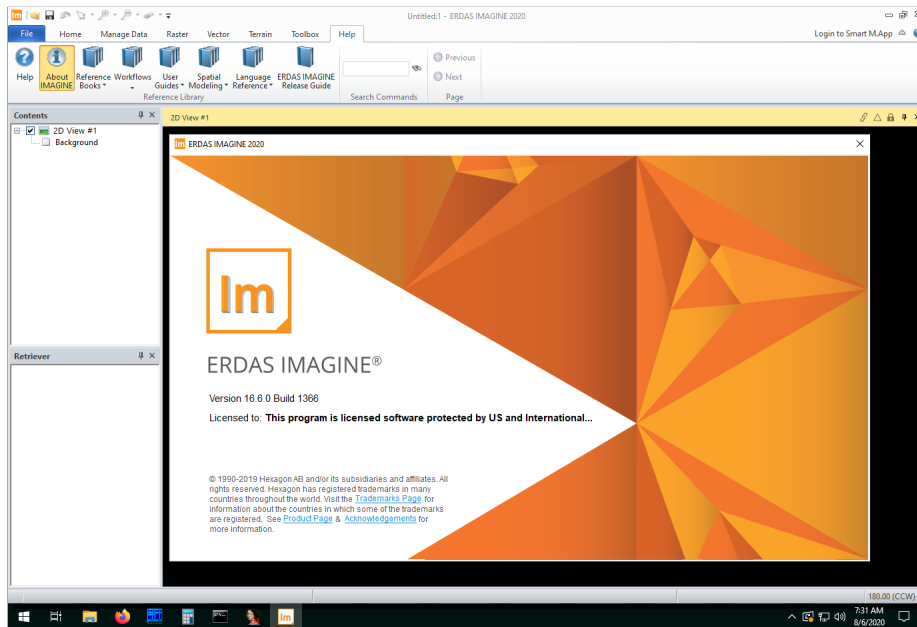 Untitled:1 - ERDAS IMAGINE 2020
File Home Manage Data Raster Vector Terrain Toolbox Help Login to Smart M.App
Help About IMAGINE Reference Books Workflows User Guides Spatial Modeling Language Reference ERDAS IMAGINE Release Guide
Previous
Next
Reference Library Search Commands Page
Contents
2D View #1
2D View #1
Background
ERDAS IMAGINE 2020
Im
ERDAS IMAGINE®
Version 16.6.0 Build 1366
Licensed to: This program is licensed software protected by US and International...
Retriever
© 1990-2019 Hexagon AB and/or its subsidiaries and affiliates. All
rights reserved. Hexagon has registered trademarks in many
countries throughout the world. Visit the Trademarks Page for
information about the countries in which some of the trademarks
are registered. See Product Page & Acknowledgements for
more information.
180.00 (CCW)
Im
7:31 AM
8/6/2020